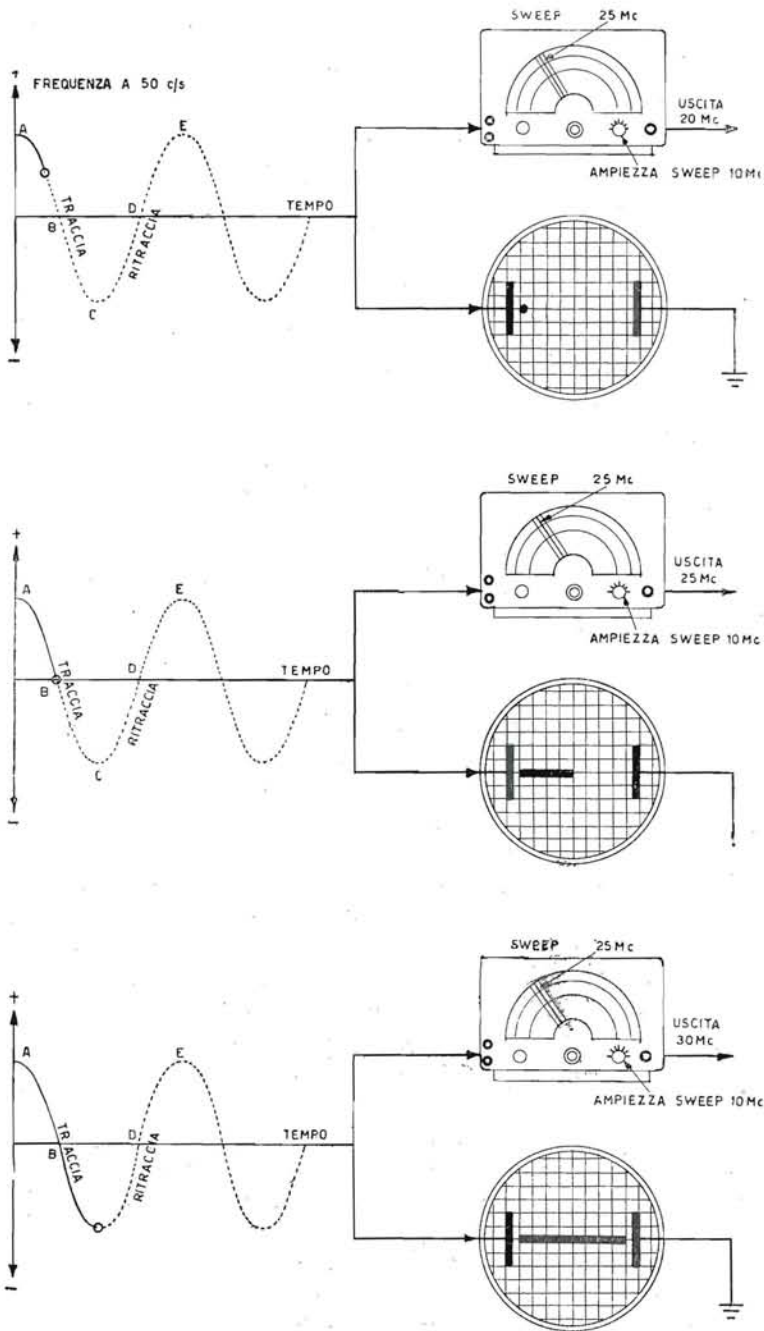 SWEEP 25 Mc
+
FREQUENZA A 50 c/s
A
E
USCITA
20 Mc
AMPIEZZA SWEEP 10 Mc
TRACCIA
B
D
RITRACCIA
TEMPO
C
-
SWEEP 25 Mc
+
A
E
USCITA
25 Mc
AMPIEZZA SWEEP 10 Mc
TRACCIA
B
D
RITRACCIA
TEMPO
C
-
SWEEP 25 Mc
+
A
E
USCITA
30 Mc
AMPIEZZA SWEEP 10 Mc
TRACCIA
B
D
RITRACCIA
TEMPO
-